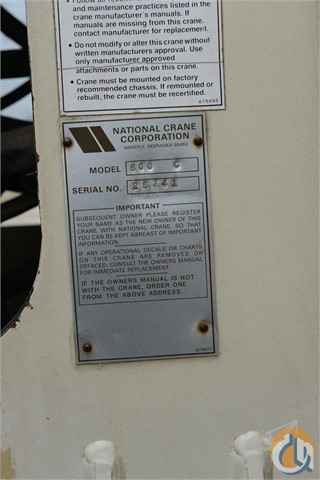 and maintenance practices listed in the
crane manufacturer's manuals. If
manuals are missing from this crane,
contact manufacturer for replacement.
• Do not modify or alter this crane without
written manufacturers approval. Use
only manufacturer approved
attachments or parts on this crane.
• Crane must be mounted on factory
recommended chassis. If remounted or
rebuilt, the crane must be recertified.
NATIONAL CRANE
CORPORATION
WAVERLY, NEBRASKA
MODEL 600 C
SERIAL NO.
IMPORTANT
SUBSEQUENT OWNER PLEASE REGISTER
YOUR NAME AS THE NEW OWNER OF THIS
CRANE WITH NATIONAL CRANE, SO THAT
YOU CAN BE KEPT ABREAST OF IMPORTANT
INFORMATION.
IF ANY OPERATIONAL DECALS OR CHARTS
ON THIS CRANE ARE REMOVED OR
DEFACED, CONSULT THE OWNERS MANUAL
FOR IMMEDIATE REPLACEMENT.
IF THE OWNERS MANUAL IS NOT
WITH THE CRANE, ORDER ONE
FROM THE ABOVE ADDRESS.